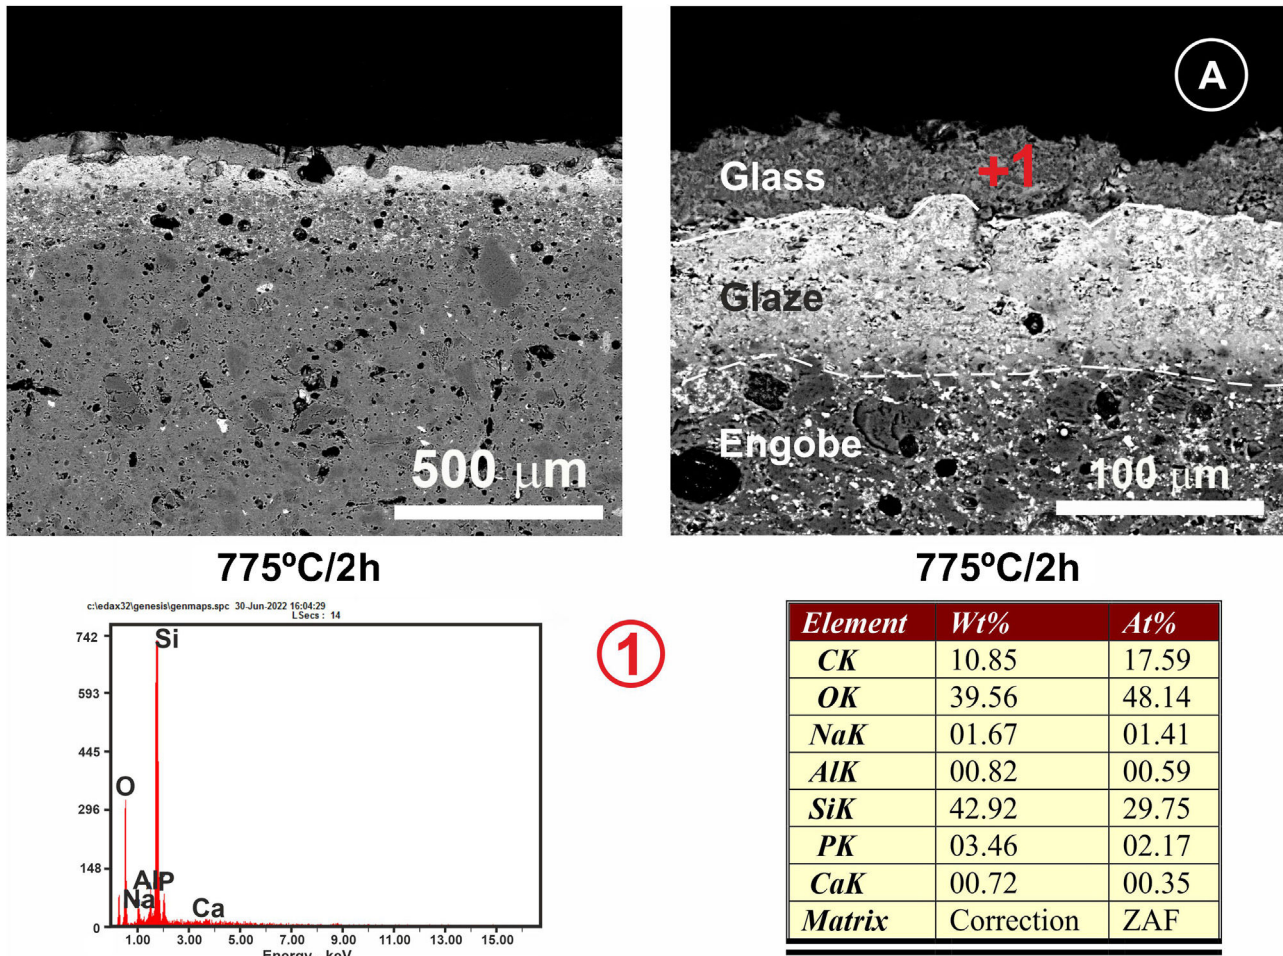 A
Glass
+1
Glaze
Engobe
500 µm
100 µm
775ºC/2h
775ºC/2h
c:\edax32\genesis\genmaps.spc 30-Jun-2022 16:04:29
LSecs : 14
742
593
445
296
148
0
Si
O
Al
P
Na
Ca
1.00 3.00 5.00 7.00 9.00 11.00 13.00 15.00
Energy - keV
1
Element Wt% At%
CK 10.85 17.59
OK 39.56 48.14
NaK 01.67 01.41
AlK 00.82 00.59
SiK 42.92 29.75
PK 03.46 02.17
CaK 00.72 00.35
Matrix Correction ZAF